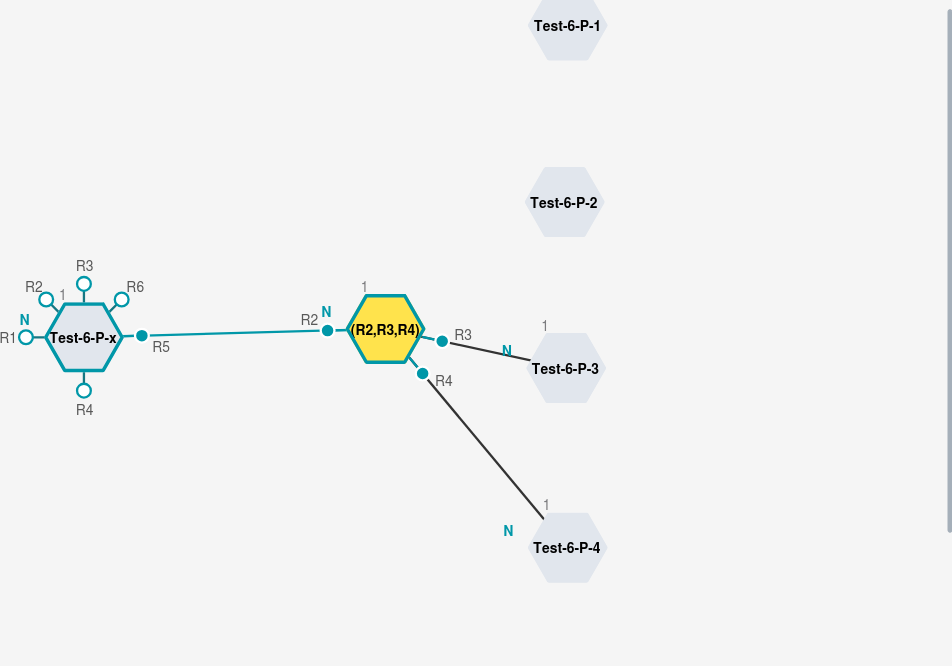 Test-6-P-1
Test-6-P-2
R3
R2
1
R6
N
R1
Test-6-P-x
R5
R4
1
N
R2
(R2,R3,R4)
R3
R4
1
N
Test-6-P-3
1
N
Test-6-P-4